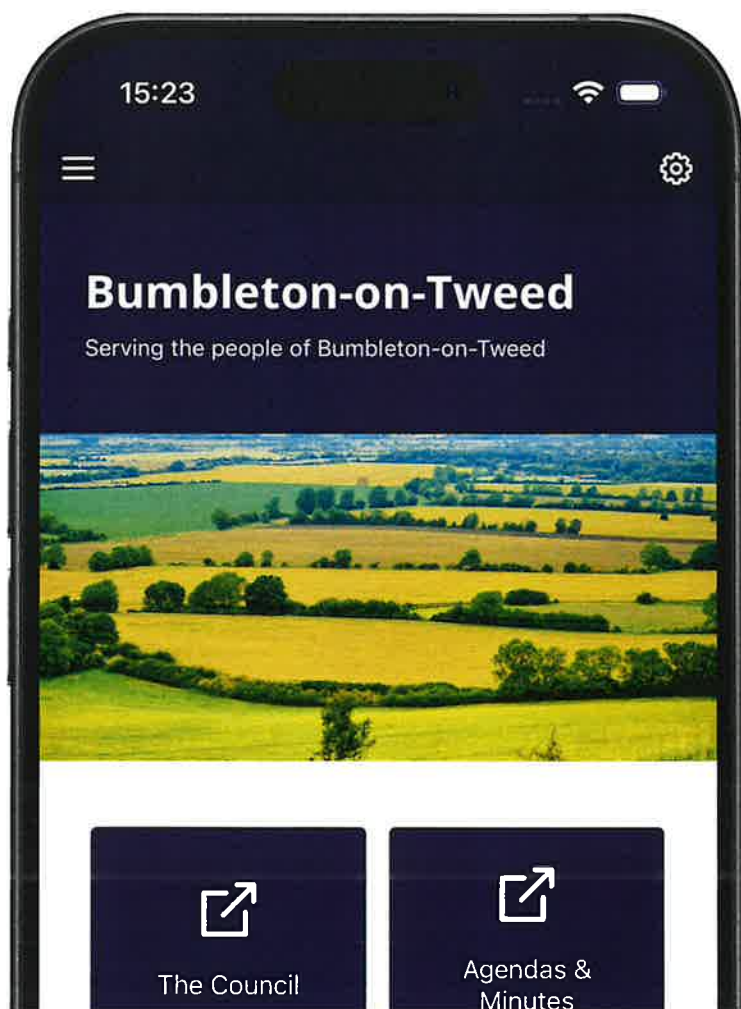 15:23
Bumbleton-on-Tweed
Serving the people of Bumbleton-on-Tweed
The Council
Agendas &
Minutes